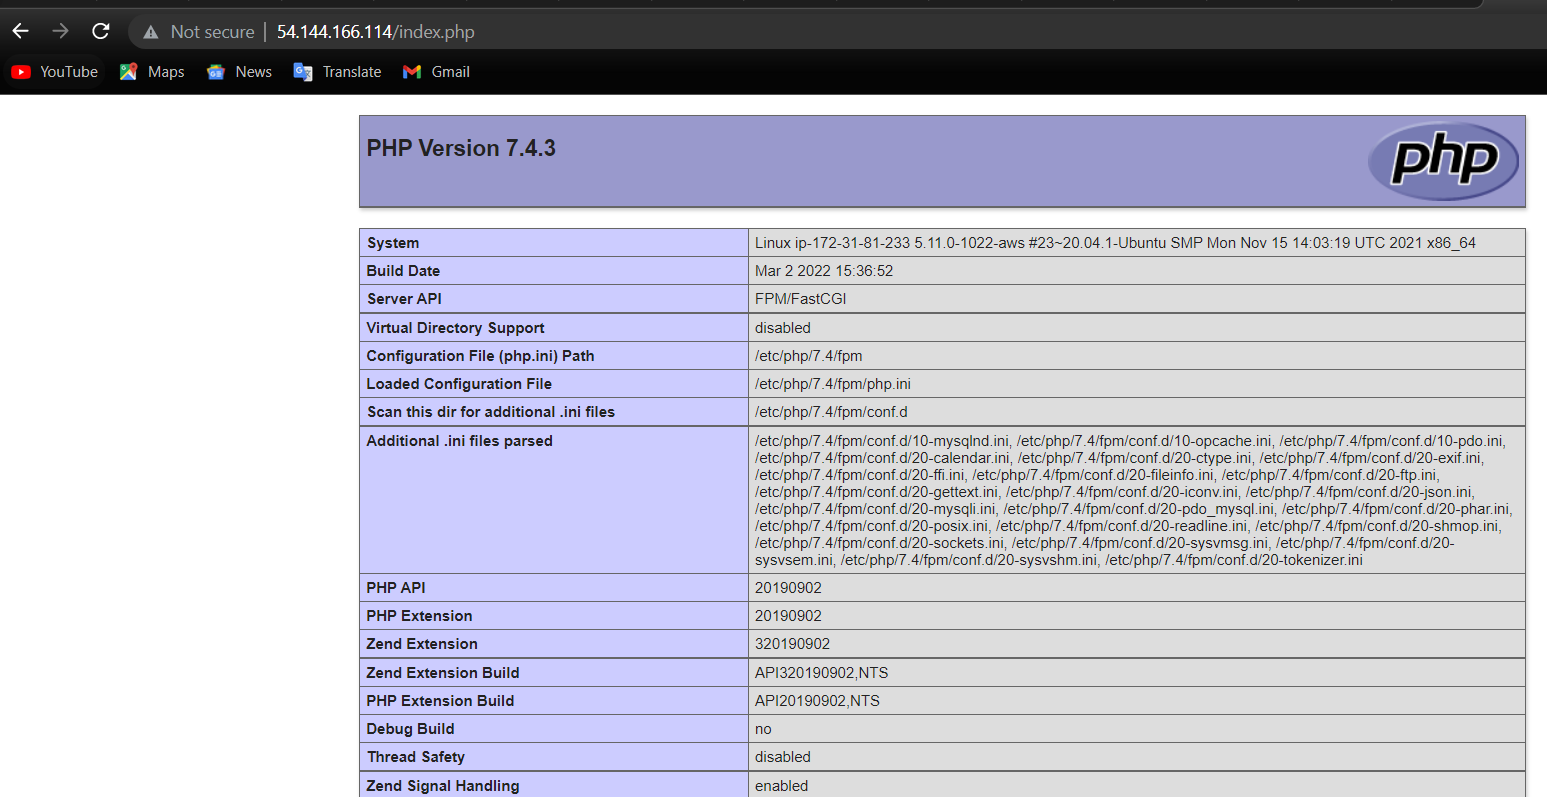 Not secure | 54.144.166.114/index.php
YouTube Maps News Translate Gmail
PHP Version 7.4.3
php
System Linux ip-172-31-81-233 5.11.0-1022-aws #23~20.04.1-Ubuntu SMP Mon Nov 15 14:03:19 UTC 2021 x86_64
Build Date Mar 2 2022 15:36:52
Server API FPM/FastCGI
Virtual Directory Support disabled
Configuration File (php.ini) Path /etc/php/7.4/fpm
Loaded Configuration File /etc/php/7.4/fpm/php.ini
Scan this dir for additional .ini files /etc/php/7.4/fpm/conf.d
Additional .ini files parsed /etc/php/7.4/fpm/conf.d/10-mysqlnd.ini, /etc/php/7.4/fpm/conf.d/10-opcache.ini, /etc/php/7.4/fpm/conf.d/10-pdo.ini,
/etc/php/7.4/fpm/conf.d/20-calendar.ini, /etc/php/7.4/fpm/conf.d/20-ctype.ini, /etc/php/7.4/fpm/conf.d/20-exif.ini,
/etc/php/7.4/fpm/conf.d/20-ffi.ini, /etc/php/7.4/fpm/conf.d/20-fileinfo.ini, /etc/php/7.4/fpm/conf.d/20-ftp.ini,
/etc/php/7.4/fpm/conf.d/20-gettext.ini, /etc/php/7.4/fpm/conf.d/20-iconv.ini, /etc/php/7.4/fpm/conf.d/20-json.ini,
/etc/php/7.4/fpm/conf.d/20-mysqli.ini, /etc/php/7.4/fpm/conf.d/20-pdo_mysql.ini, /etc/php/7.4/fpm/conf.d/20-phar.ini,
/etc/php/7.4/fpm/conf.d/20-posix.ini, /etc/php/7.4/fpm/conf.d/20-readline.ini, /etc/php/7.4/fpm/conf.d/20-shmop.ini,
/etc/php/7.4/fpm/conf.d/20-sockets.ini, /etc/php/7.4/fpm/conf.d/20-sysvmsg.ini, /etc/php/7.4/fpm/conf.d/20-
sysvsem.ini, /etc/php/7.4/fpm/conf.d/20-sysvshm.ini, /etc/php/7.4/fpm/conf.d/20-tokenizer.ini
PHP API 20190902
PHP Extension 20190902
Zend Extension 320190902
Zend Extension Build API320190902,NTS
PHP Extension Build API20190902,NTS
Debug Build no
Thread Safety disabled
Zend Signal Handling enabled